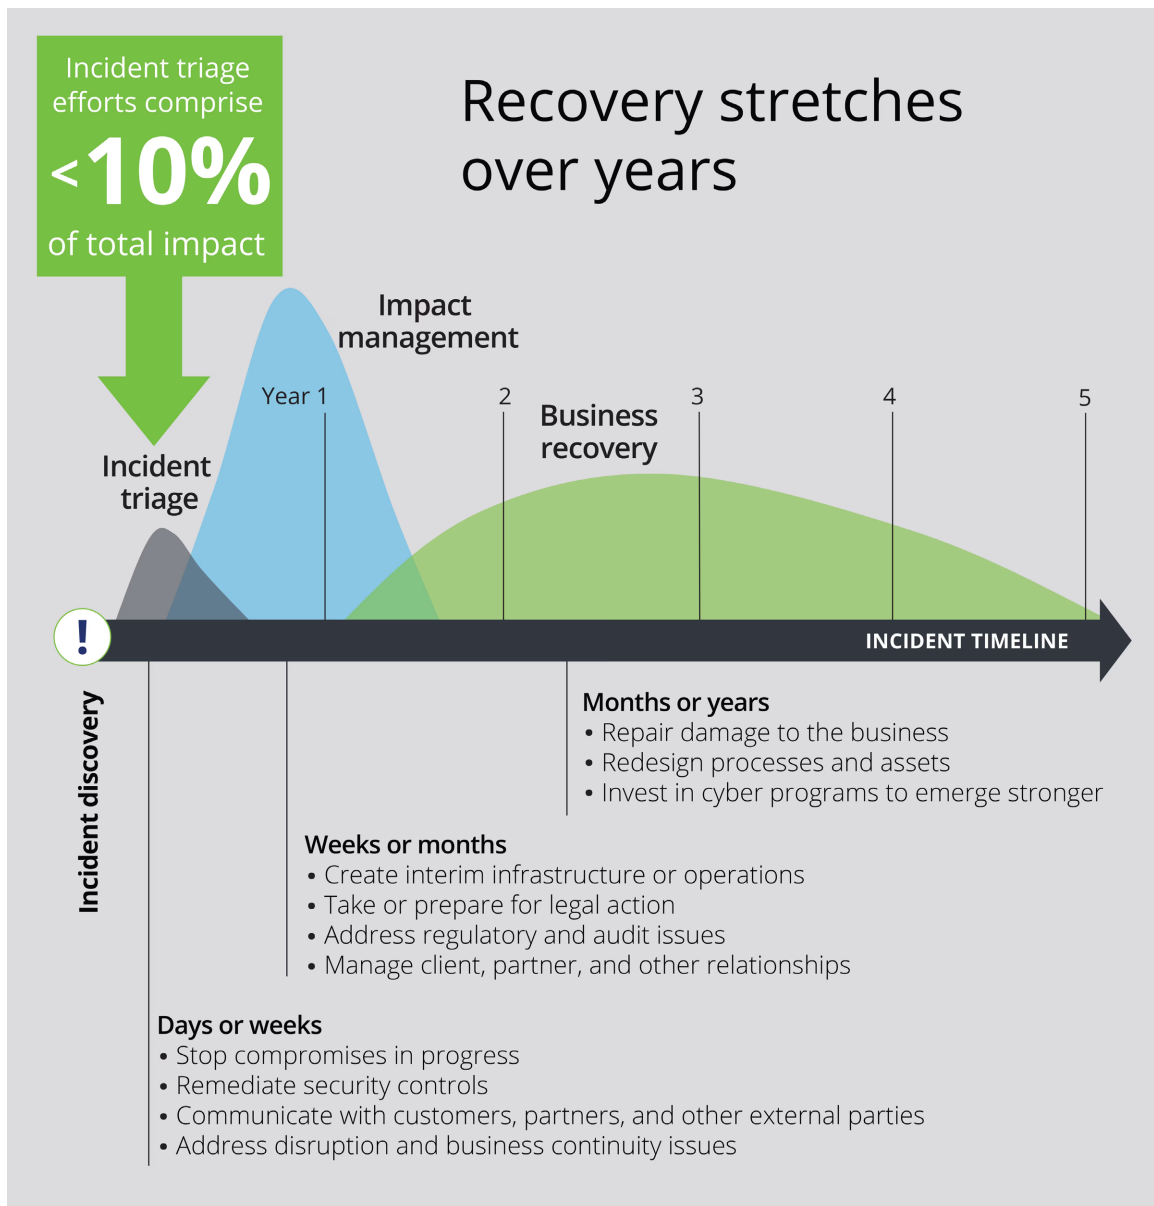 Incident triage
efforts comprise
<10%
of total impact
Recovery stretches
over years
Impact
management
Year 1
2
3
4
5
Business
recovery
Incident
triage
!
INCIDENT TIMELINE
Incident discovery
Months or years
• Repair damage to the business
• Redesign processes and assets
• Invest in cyber programs to emerge stronger
Weeks or months
• Create interim infrastructure or operations
• Take or prepare for legal action
• Address regulatory and audit issues
• Manage client, partner, and other relationships
Days or weeks
• Stop compromises in progress
• Remediate security controls
• Communicate with customers, partners, and other external parties
• Address disruption and business continuity issues